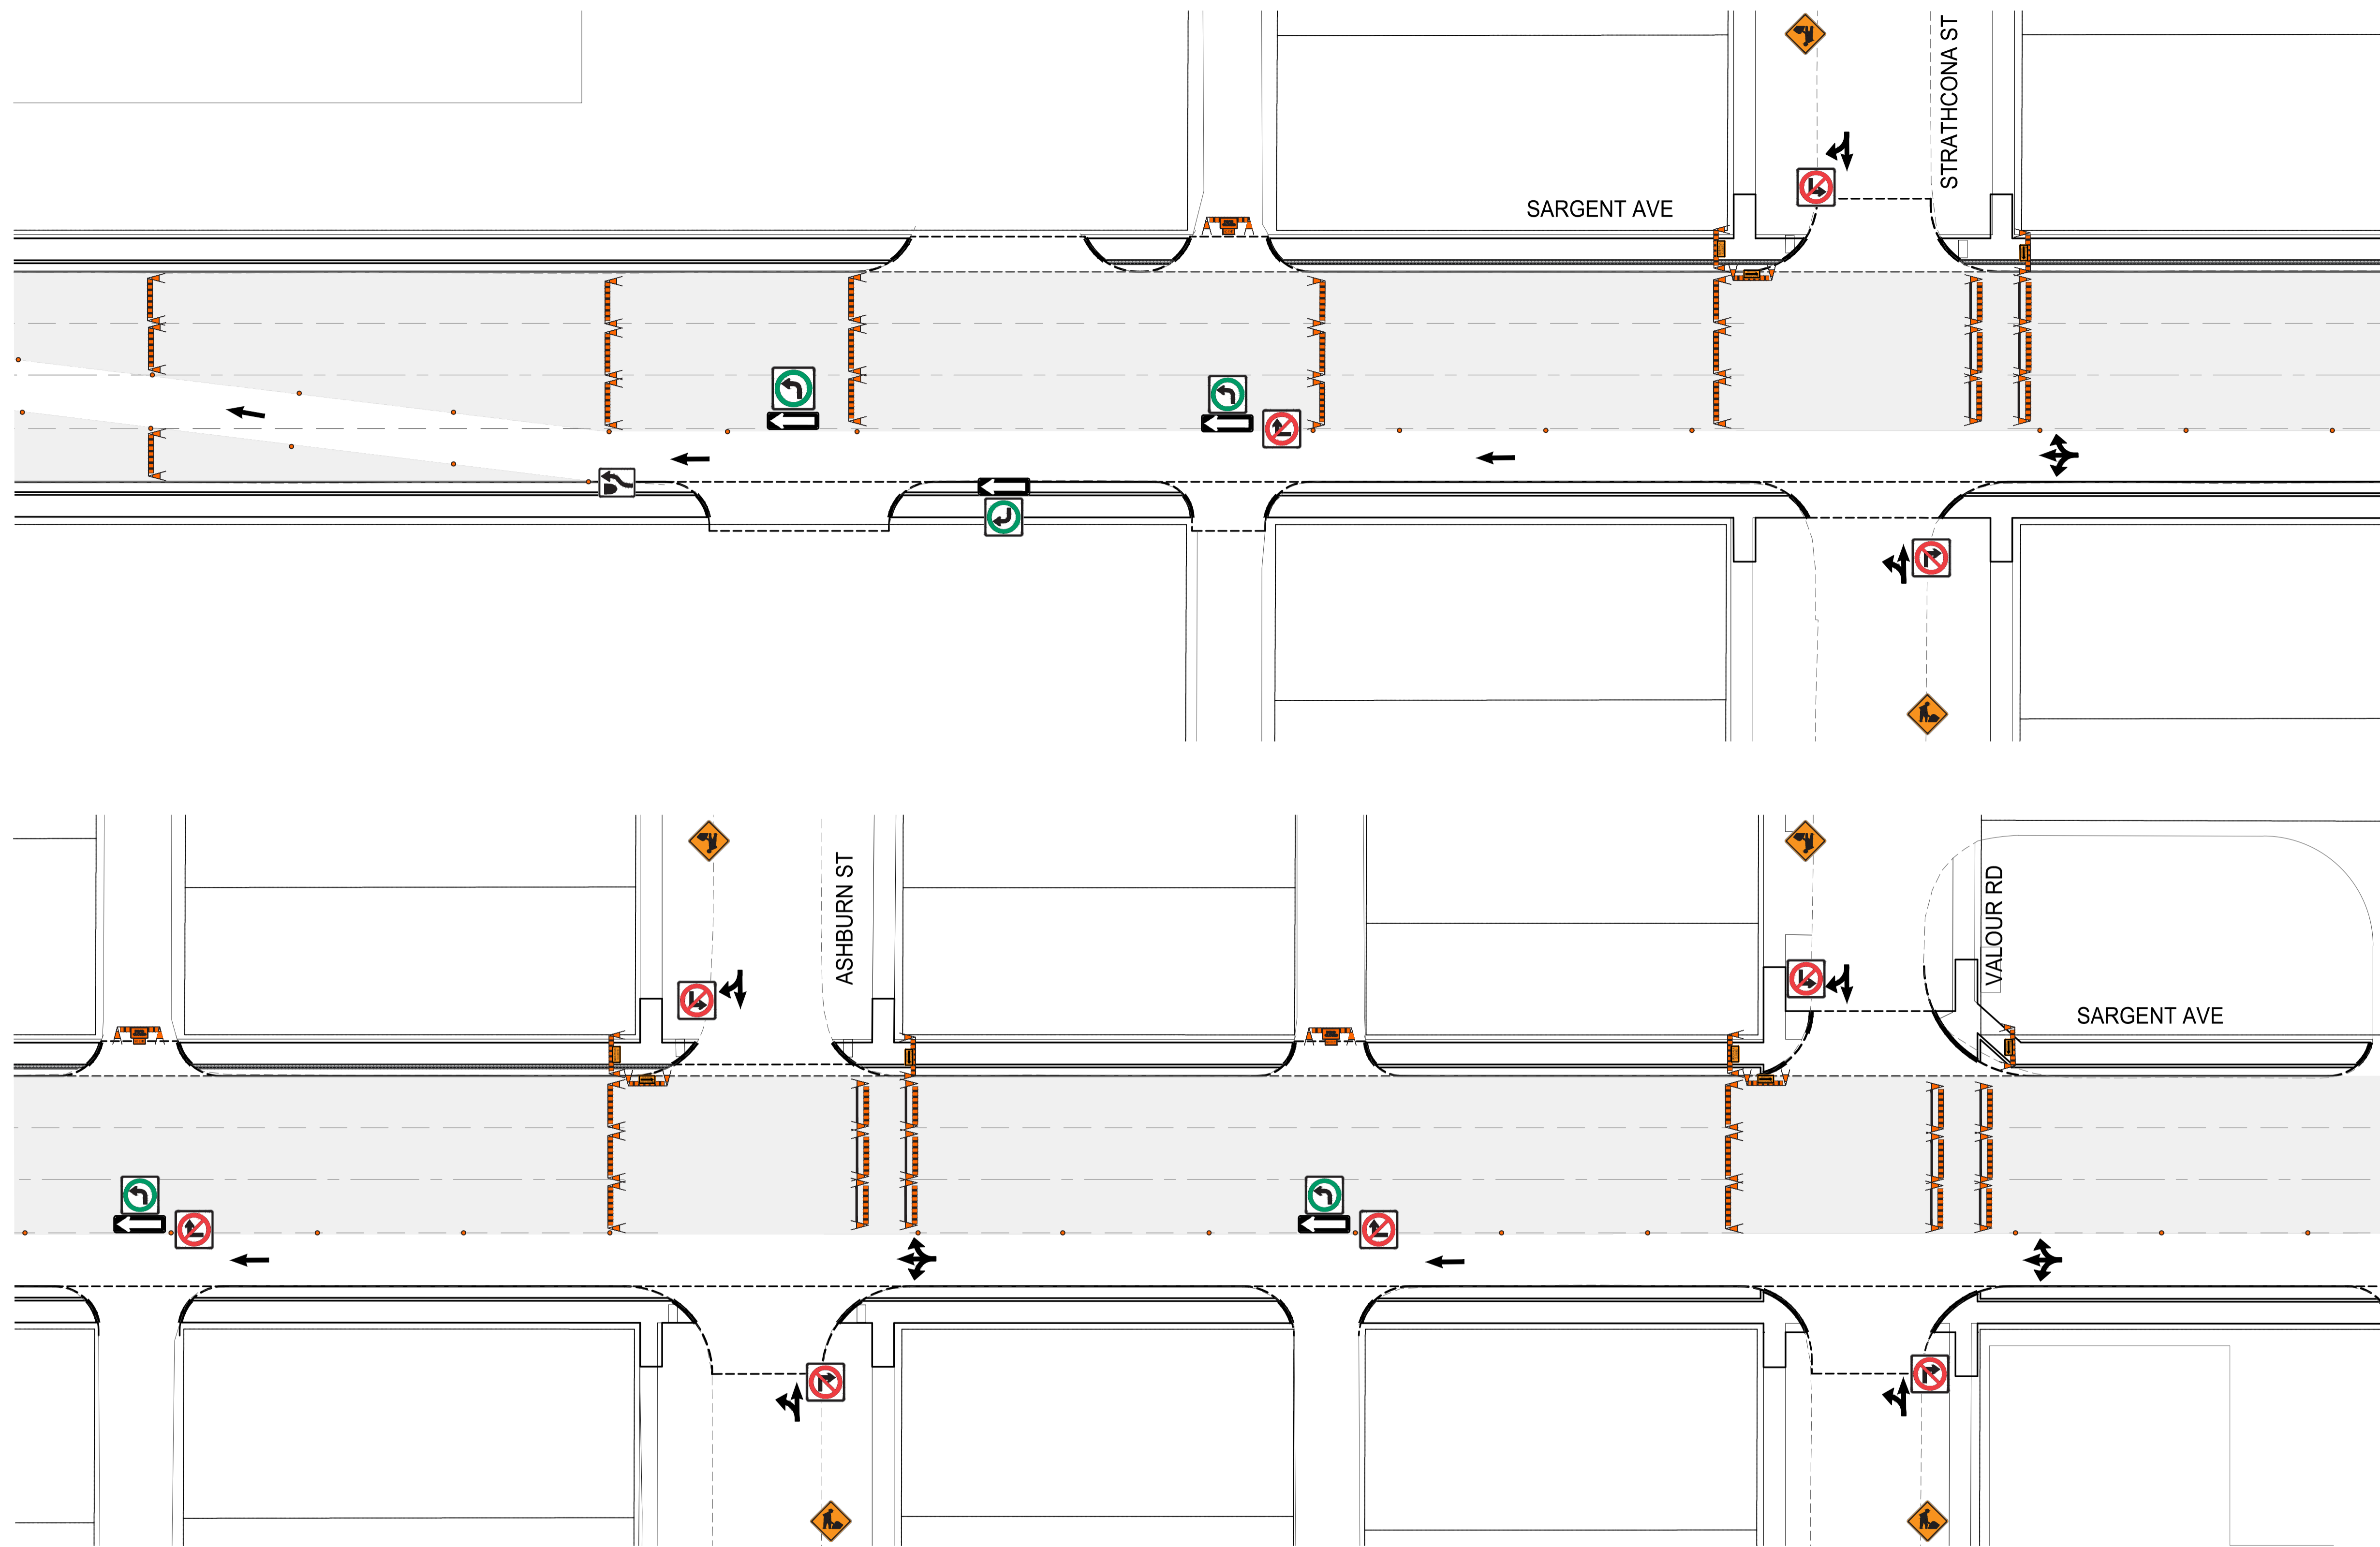 STRATHCONA ST
SARGENT AVE
ASHBURN ST
VALOUR RD
SARGENT AVE